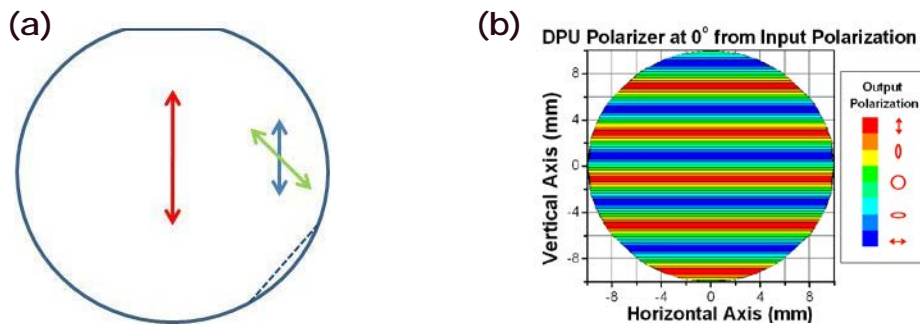 (a)
(b)
DPU Polarizer at 0° from Input Polarization
Vertical Axis (mm)
8
4
0
-4
-8
-8 -4 0 4 8
Horizontal Axis (mm)
Output
Polarization